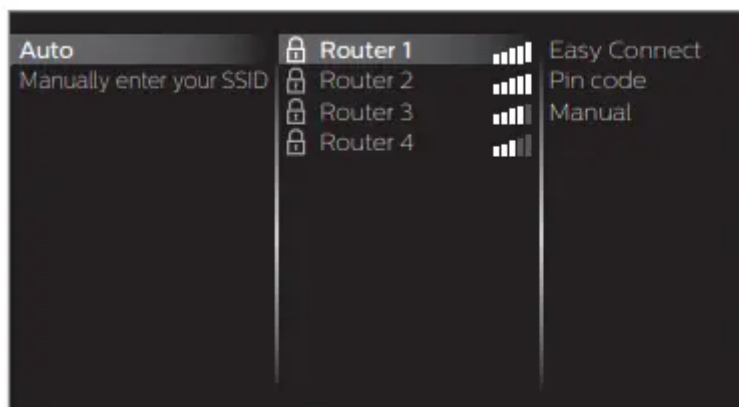 Auto
Manually enter your SSID
Router 1
Router 2
Router 3
Router 4
Easy Connect
Pin code
Manual